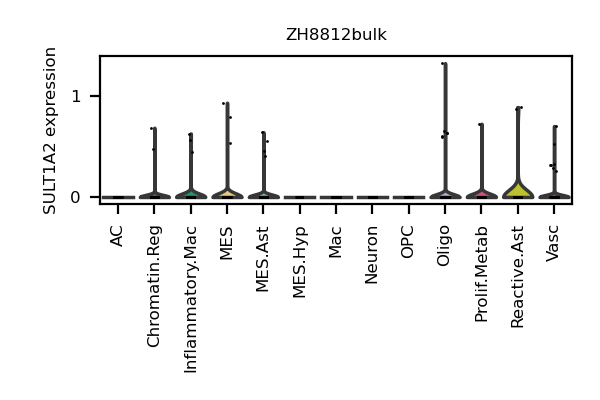 ZH8812bulk
SULT1A2 expression
1
0
AC
Chromatin.Reg
Inflammatory.Mac
MES
MES.Ast
MES.Hyp
Mac
Neuron
OPC
Oligo
Prolif.Metab
Reactive.Ast
Vasc